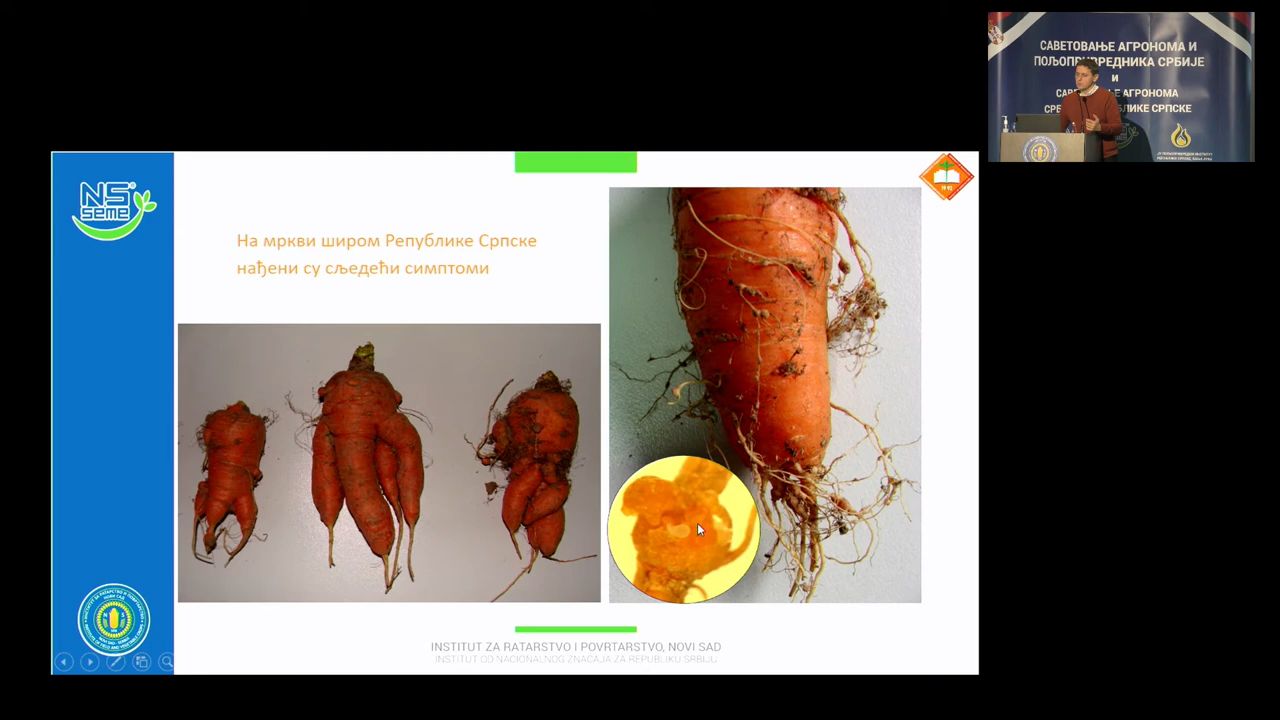 САВЕТОВАЊЕ АГРОНОМА И
ПОЉОПРИВРЕДНИКА СРБИЈЕ
И
АГРОНОМА
СРПСКЕ
NS®
seme
На мркви широм Републике Српске
нађени су сљедећи симптоми
INSTITUT ZA RATARSTVO I POVRTARSTVO, NOVI SAD
INSTITUT OD NACIONALNOG ZNAČAJA ZA REPUBLIKU SRBIJU